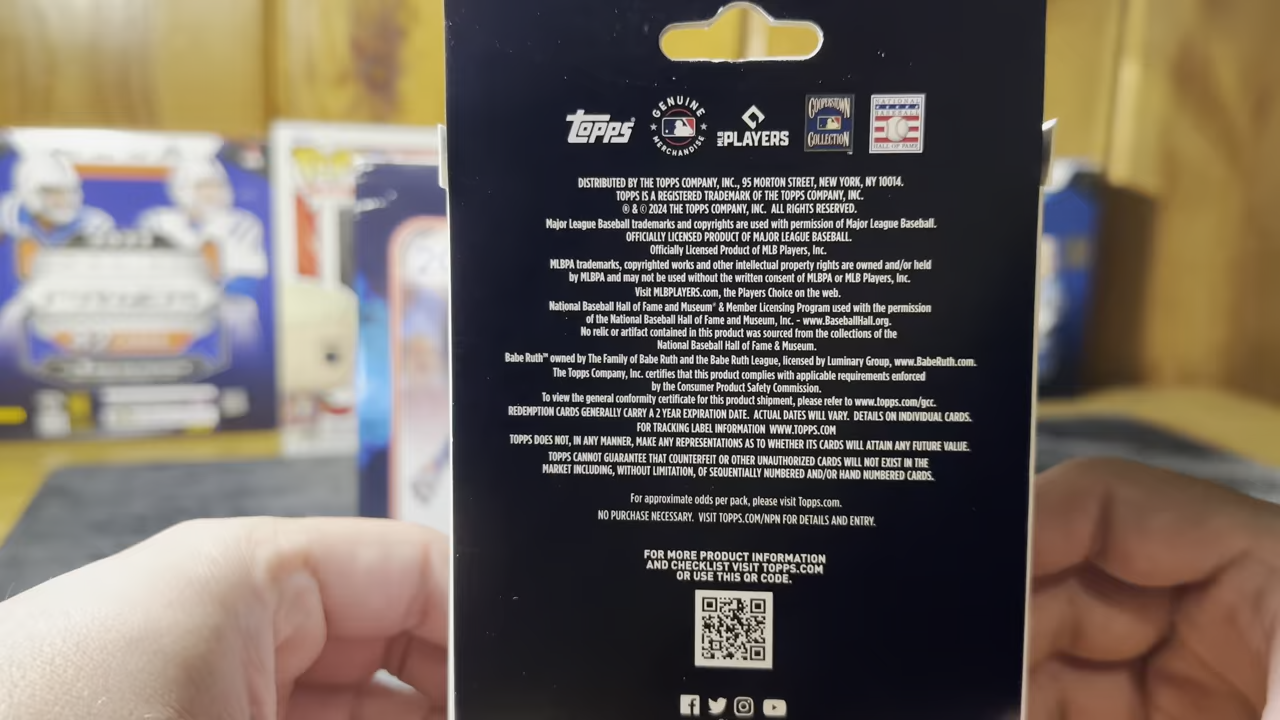 GENUINE
MERCHANDISE
Topps
MLB PLAYERS
COOPERSTOWN
COLLECTION
NATIONAL
BASEBALL
HALL OF FAME
DISTRIBUTED BY THE TOPPS COMPANY, INC., 95 MORTON STREET, NEW YORK, NY 10014.
TOPPS IS A REGISTERED TRADEMARK OF THE TOPPS COMPANY, INC.
® & © 2024 THE TOPPS COMPANY, INC. ALL RIGHTS RESERVED.
Major League Baseball trademarks and copyrights are used with permission of Major League Baseball.
OFFICIALLY LICENSED PRODUCT OF MAJOR LEAGUE BASEBALL.
Officially Licensed Product of MLB Players, Inc.
MLBPA trademarks, copyrighted works and other intellectual property rights are owned and/or held
by MLBPA and may not be used without the written consent of MLBPA or MLB Players, Inc.
Visit MLBPLAYERS.com, the Players Choice on the web.
National Baseball Hall of Fame and Museum® & Member Licensing Program used with the permission
of the National Baseball Hall of Fame and Museum, Inc. - www.BaseballHall.org.
No relic or artifact contained in this product was sourced from the collections of the
National Baseball Hall of Fame & Museum.
Babe Ruth™ owned by The Family of Babe Ruth and the Babe Ruth League, licensed by Luminary Group, www.BabeRuth.com.
The Topps Company, Inc. certifies that this product complies with applicable requirements enforced
by the Consumer Product Safety Commission.
To view the general conformity certificate for this product shipment, please refer to www.topps.com/gcc.
REDEMPTION CARDS GENERALLY CARRY A 2 YEAR EXPIRATION DATE. ACTUAL DATES WILL VARY. DETAILS ON INDIVIDUAL CARDS.
FOR TRACKING LABEL INFORMATION WWW.TOPPS.COM
TOPPS DOES NOT, IN ANY MANNER, MAKE ANY REPRESENTATIONS AS TO WHETHER ITS CARDS WILL ATTAIN ANY FUTURE VALUE.
TOPPS CANNOT GUARANTEE THAT COUNTERFEIT OR OTHER UNAUTHORIZED CARDS WILL NOT EXIST IN THE
MARKET INCLUDING, WITHOUT LIMITATION, OF SEQUENTIALLY NUMBERED AND/OR HAND NUMBERED CARDS.
For approximate odds per pack, please visit Topps.com.
NO PURCHASE NECESSARY. VISIT TOPPS.COM/NPN FOR DETAILS AND ENTRY.
FOR MORE PRODUCT INFORMATION
AND CHECKLIST VISIT TOPPS.COM
OR USE THIS QR CODE.